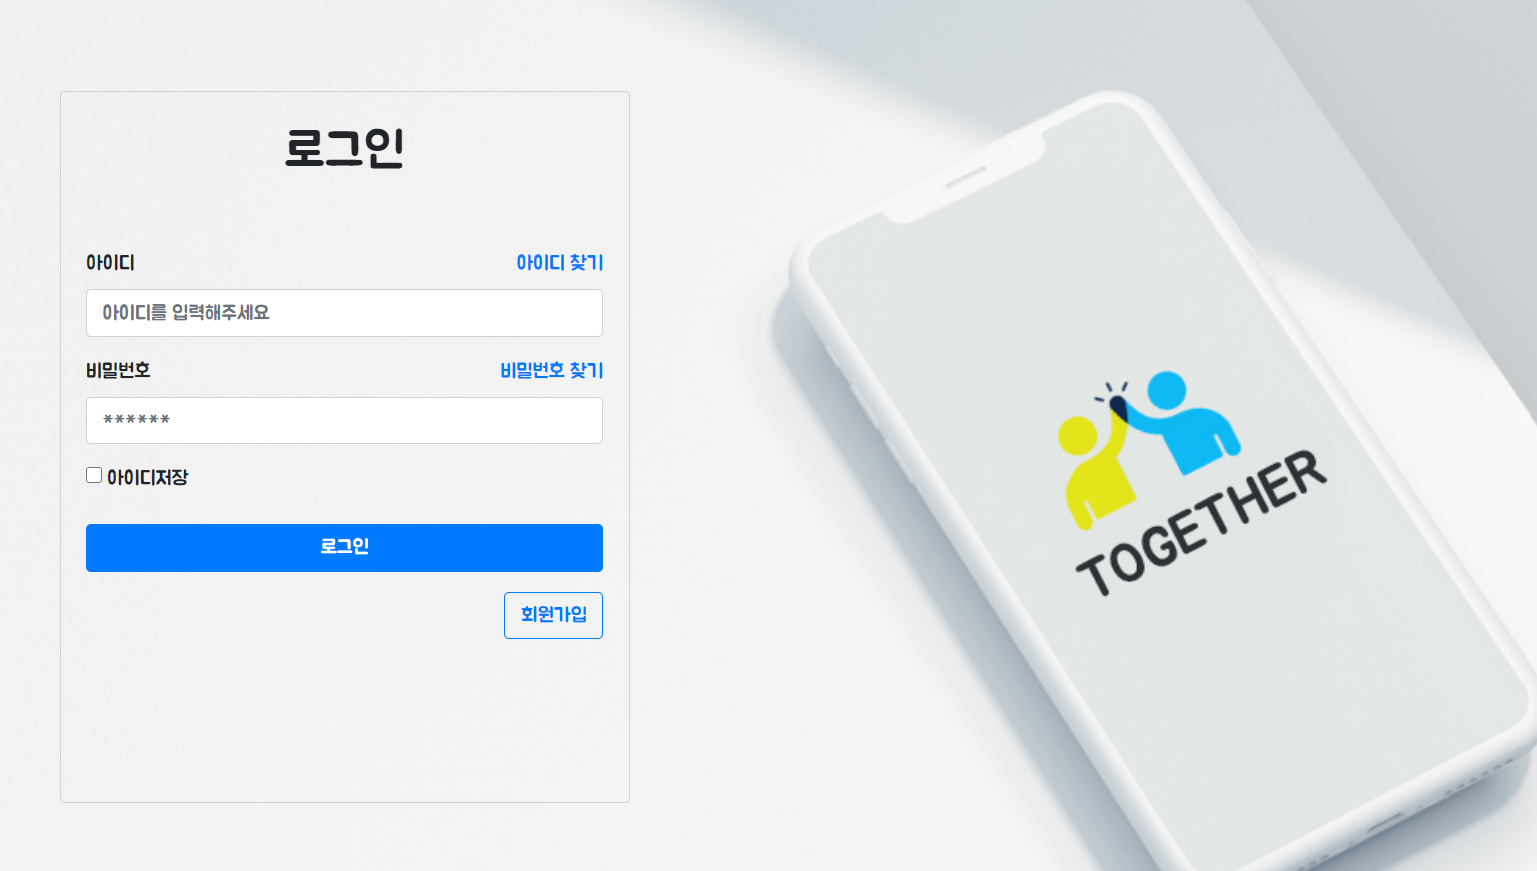 로그인
아이디
아이디 찾기
아이디를 입력해주세요
비밀번호
비밀번호 찾기
******
아이디저장
로그인
회원가입
TOGETHER